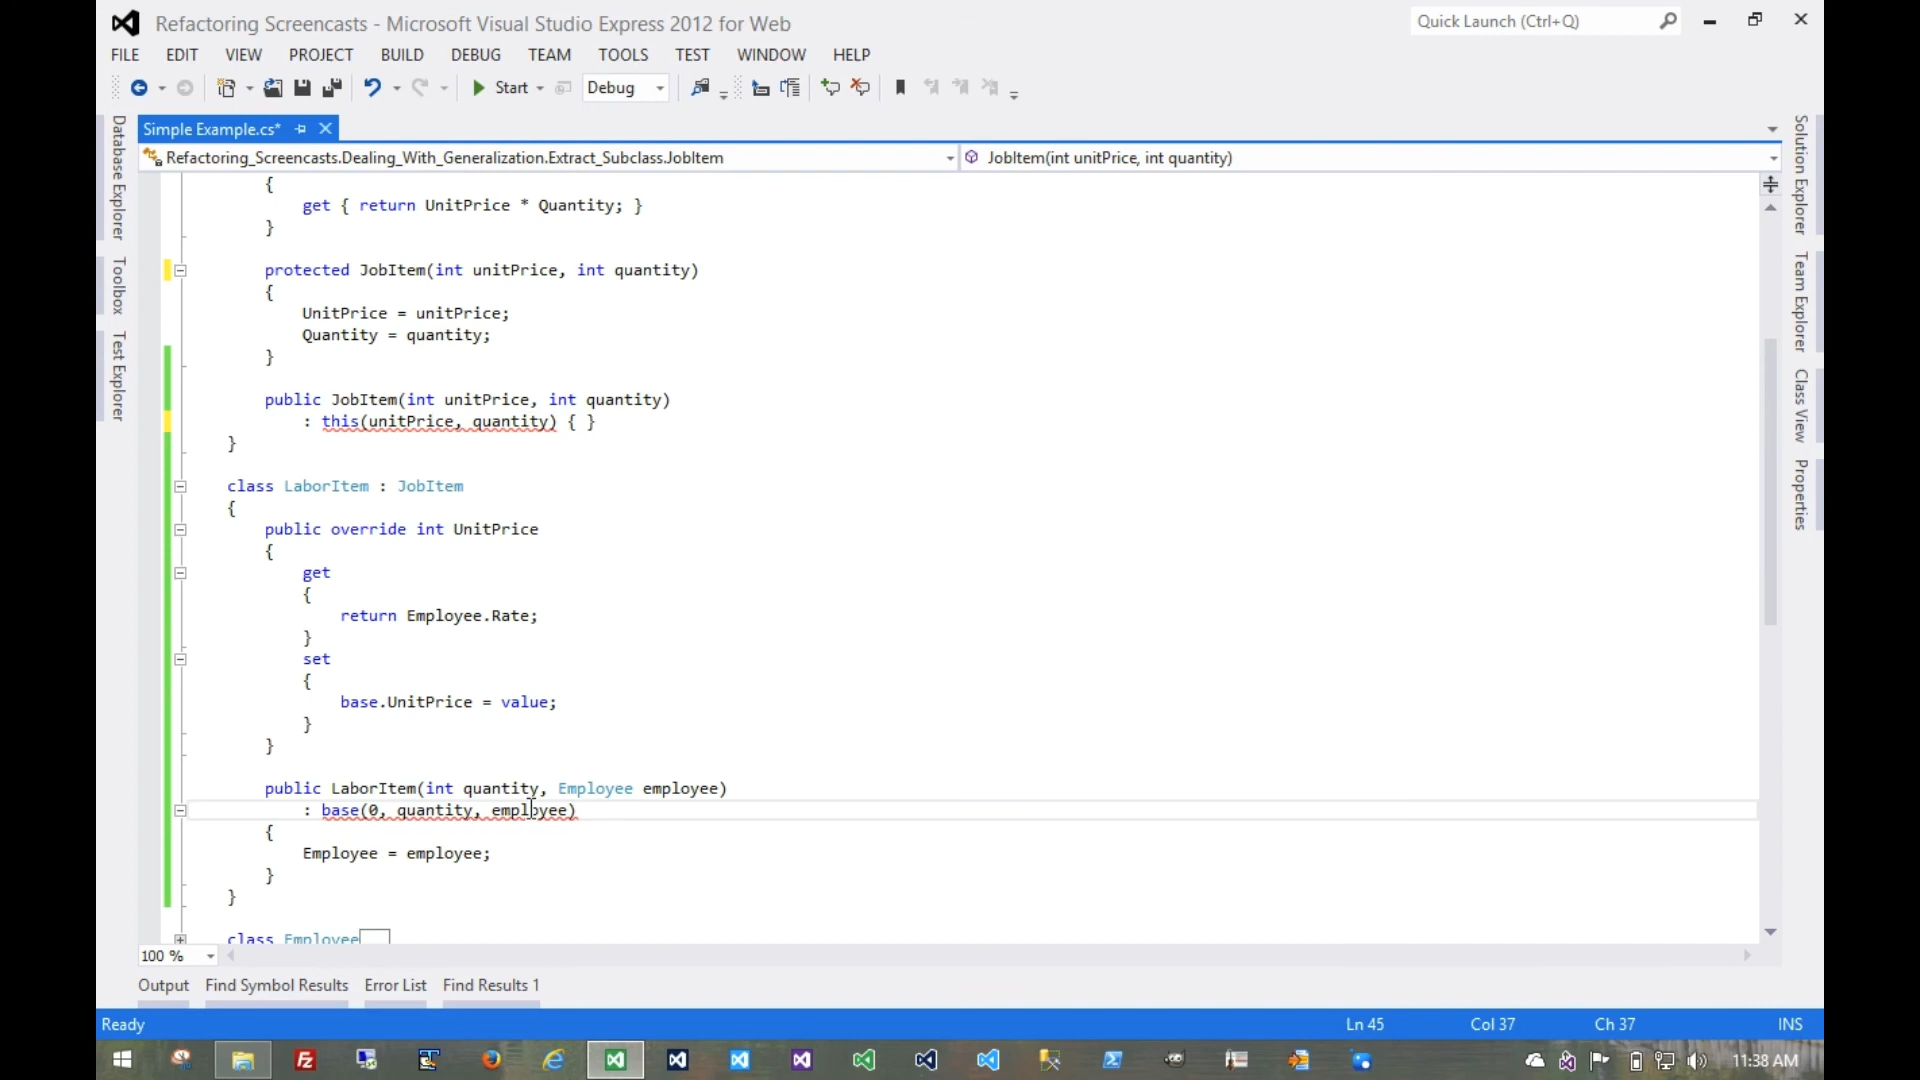 Refactoring Screencasts - Microsoft Visual Studio Express 2012 for Web
Quick Launch (Ctrl+Q)
FILE EDIT VIEW PROJECT BUILD DEBUG TEAM TOOLS TEST WINDOW HELP
Start Debug
Database Explorer
Toolbox
Test Explorer
Simple Example.cs*
Refactoring_Screencasts.Dealing_With_Generalization.Extract_Subclass.JobItem
JobItem(int unitPrice, int quantity)
{
get { return UnitPrice * Quantity; }
}
protected JobItem(int unitPrice, int quantity)
{
UnitPrice = unitPrice;
Quantity = quantity;
}
public JobItem(int unitPrice, int quantity)
: this(unitPrice, quantity) { }
}
class LaborItem : JobItem
{
public override int UnitPrice
{
get
{
return Employee.Rate;
}
set
{
base.UnitPrice = value;
}
}
public LaborItem(int quantity, Employee employee)
: base(0, quantity, employee)
{
Employee = employee;
}
}
class Employee
Solution Explorer
Team Explorer
Class View
Properties
100 %
Output Find Symbol Results Error List Find Results 1
Ready Ln 45 Col 37 Ch 37 INS
11:38 AM